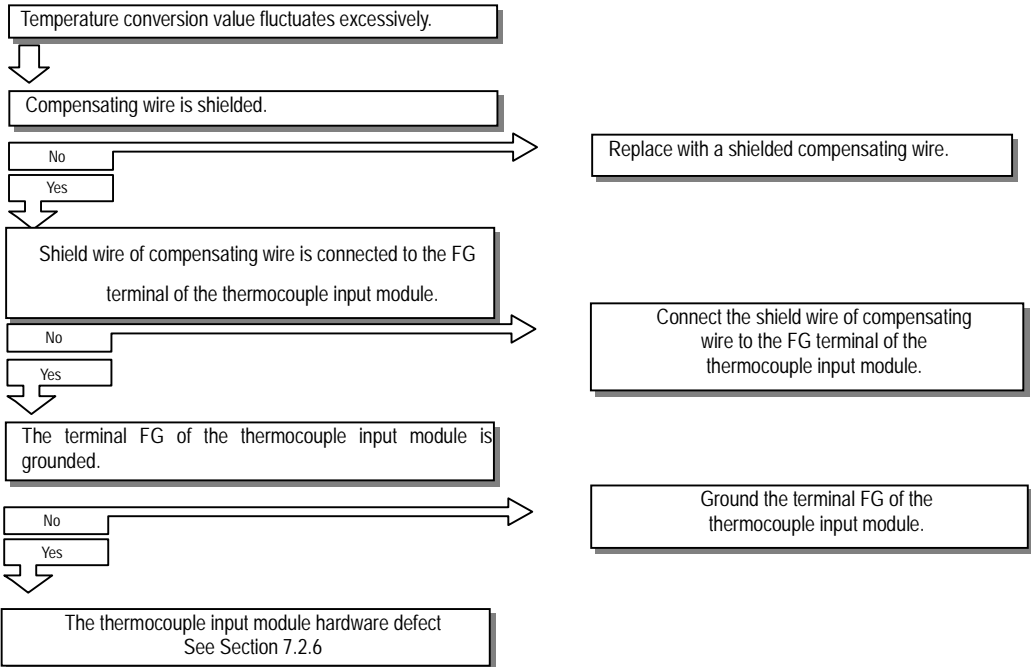 Temperature conversion value fluctuates excessively.
Compensating wire is shielded.
No
Replace with a shielded compensating wire.
Yes
Shield wire of compensating wire is connected to the FG
terminal of the thermocouple input module.
No
Connect the shield wire of compensating
wire to the FG terminal of the
thermocouple input module.
Yes
The terminal FG of the thermocouple input module is
grounded.
No
Ground the terminal FG of the
thermocouple input module.
Yes
The thermocouple input module hardware defect
See Section 7.2.6